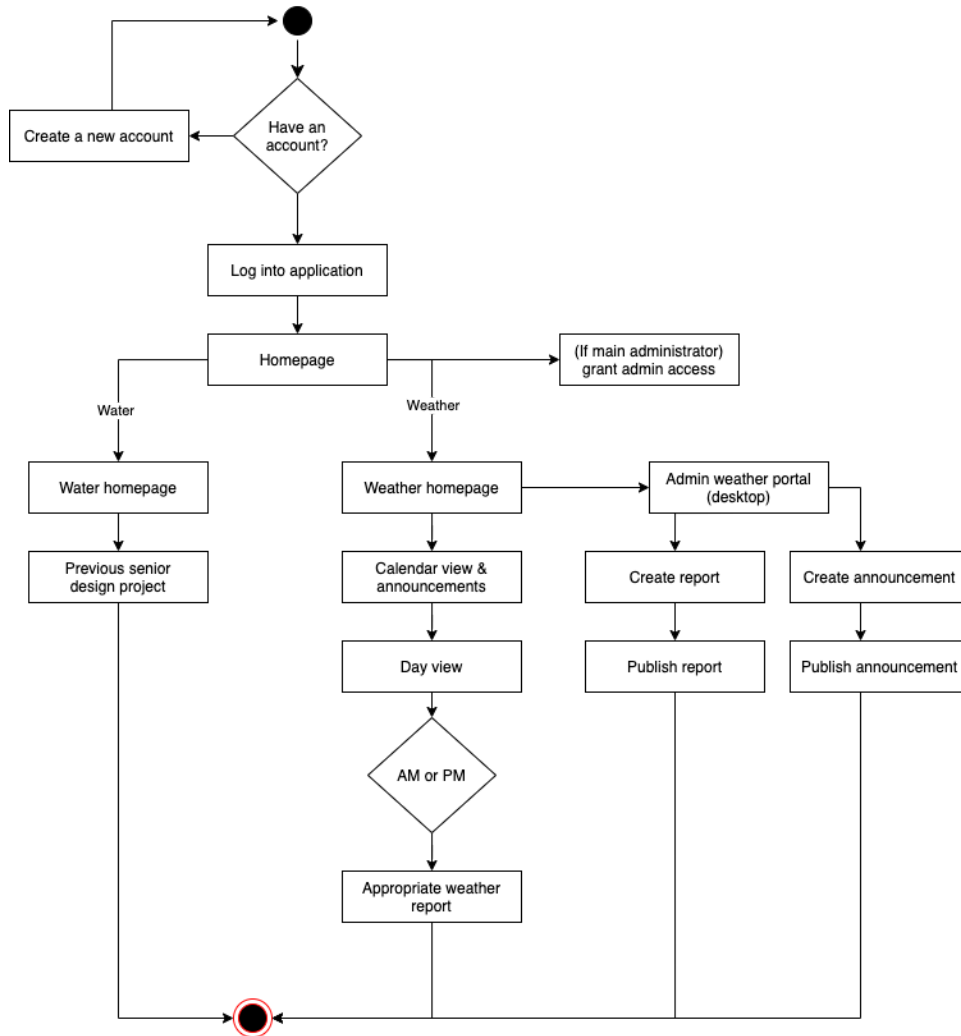 Create a new account
Have an
account?
Log into application
Homepage
(If main administrator)
grant admin access
Water
Weather
Water homepage
Weather homepage
Admin weather portal
(desktop)
Previous senior
design project
Calendar view &
announcements
Create report
Create announcement
Day view
Publish report
Publish announcement
AM or PM
Appropriate weather
report